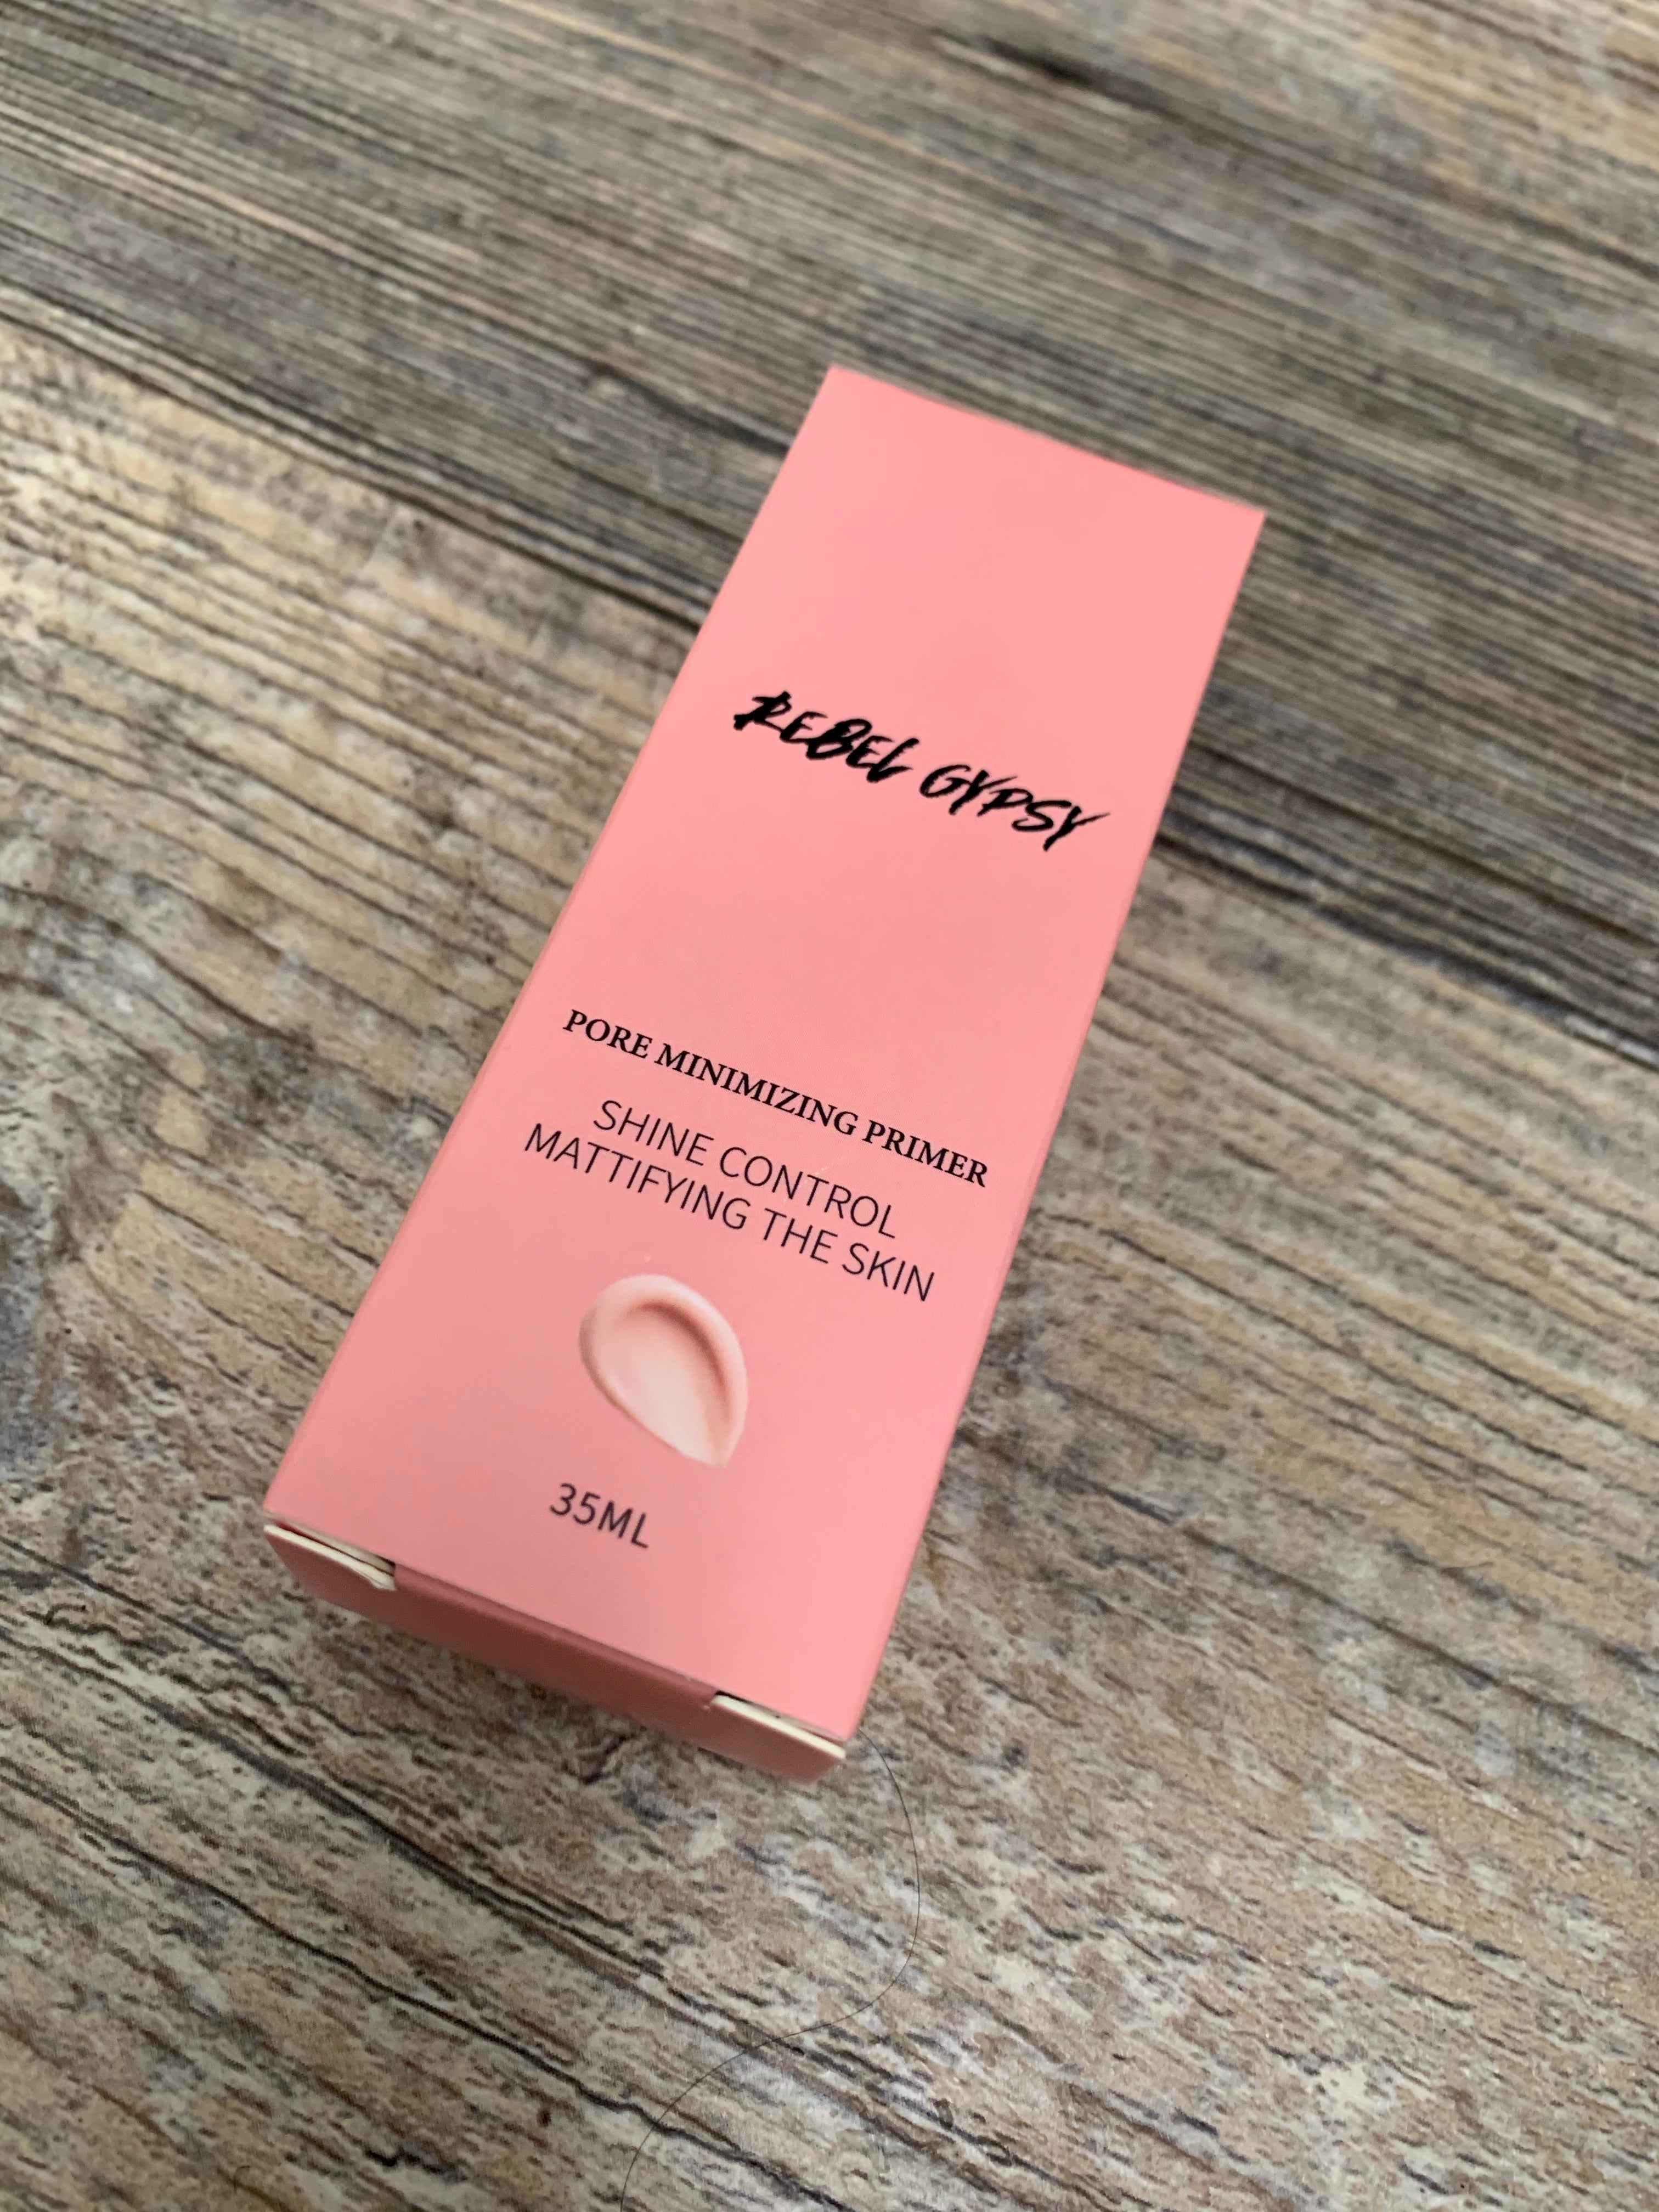 REBEL GYPSY
PORE MINIMIZING PRIMER
SHINE CONTROL
MATTIFYING THE SKIN
35ML